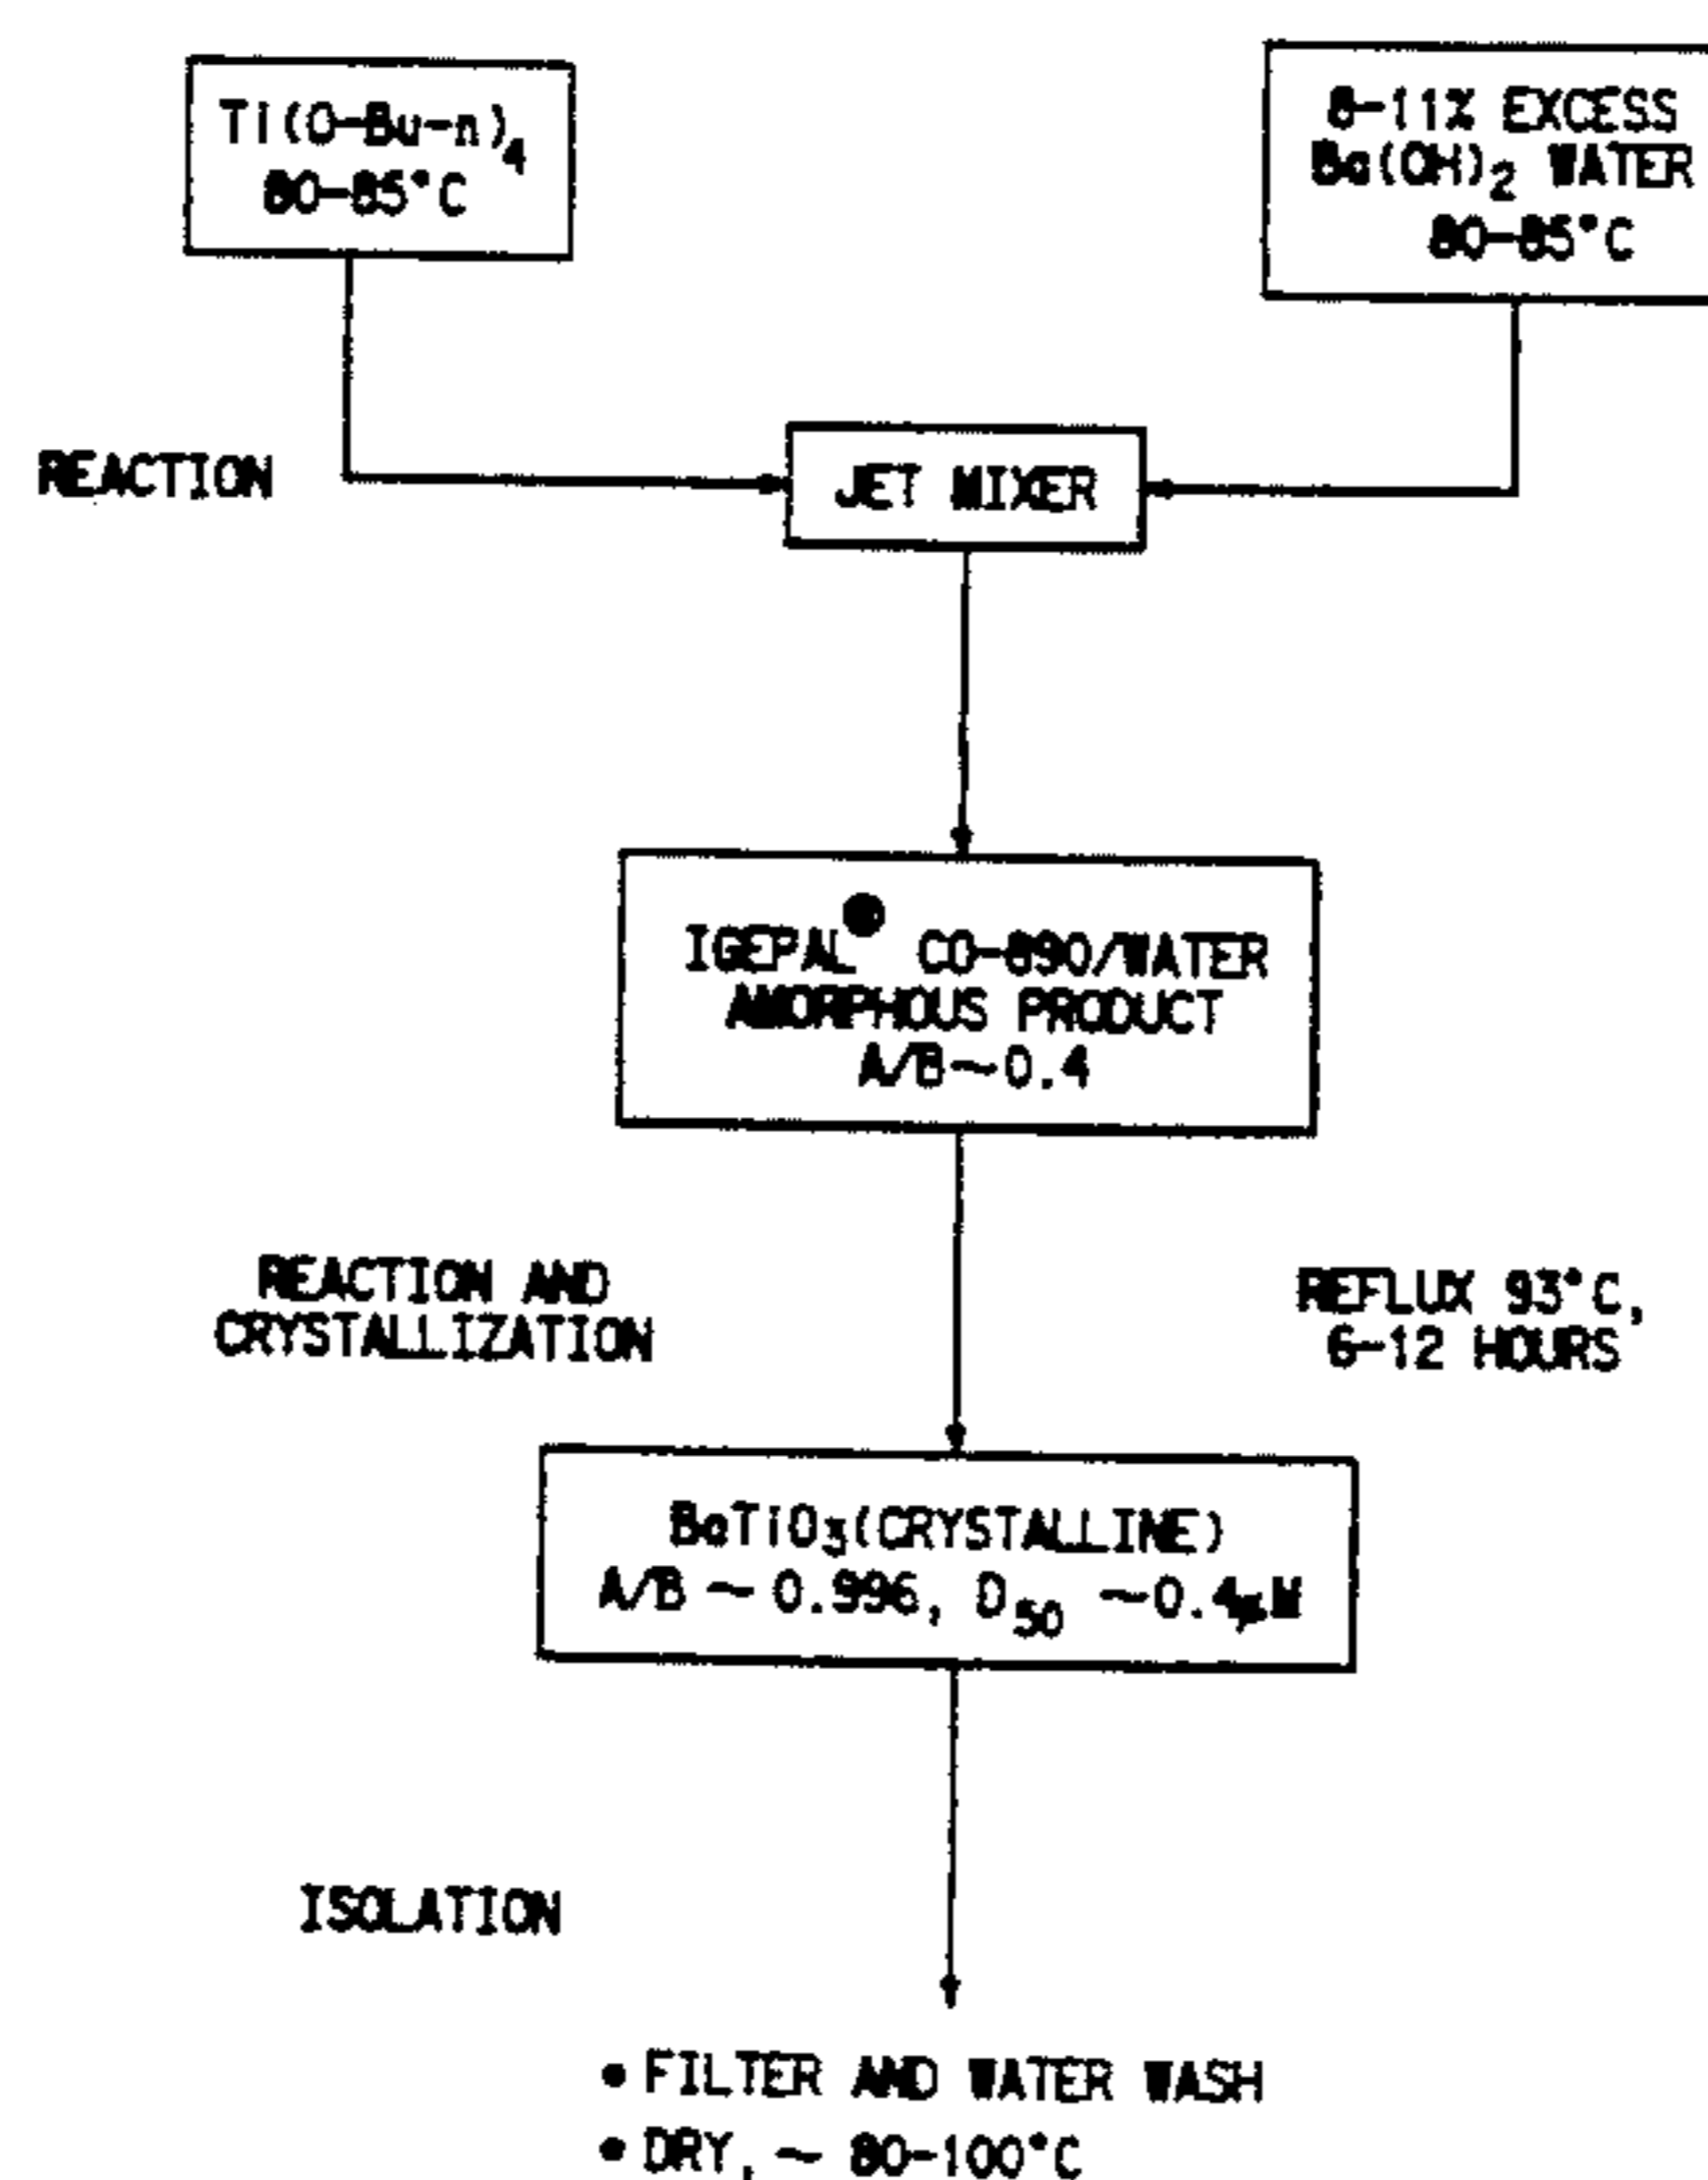 Ti(O-Bu-n)4
80-85°C
8-11% EXCESS
Ba(OH)2 WATER
80-85°C
REACTION
JET MIXER
IGEPAL® CO-890/WATER
AMORPHOUS PRODUCT
A/B~0.4
REACTION AND
CRYSTALLIZATION
REFLUX 93°C,
6-12 HOURS
BaTiO3(CRYSTALLINE)
A/B ~ 0.996, D50 ~0.4µM
ISOLATION
• FILTER AND WATER WASH
• DRY, ~ 80-100°C